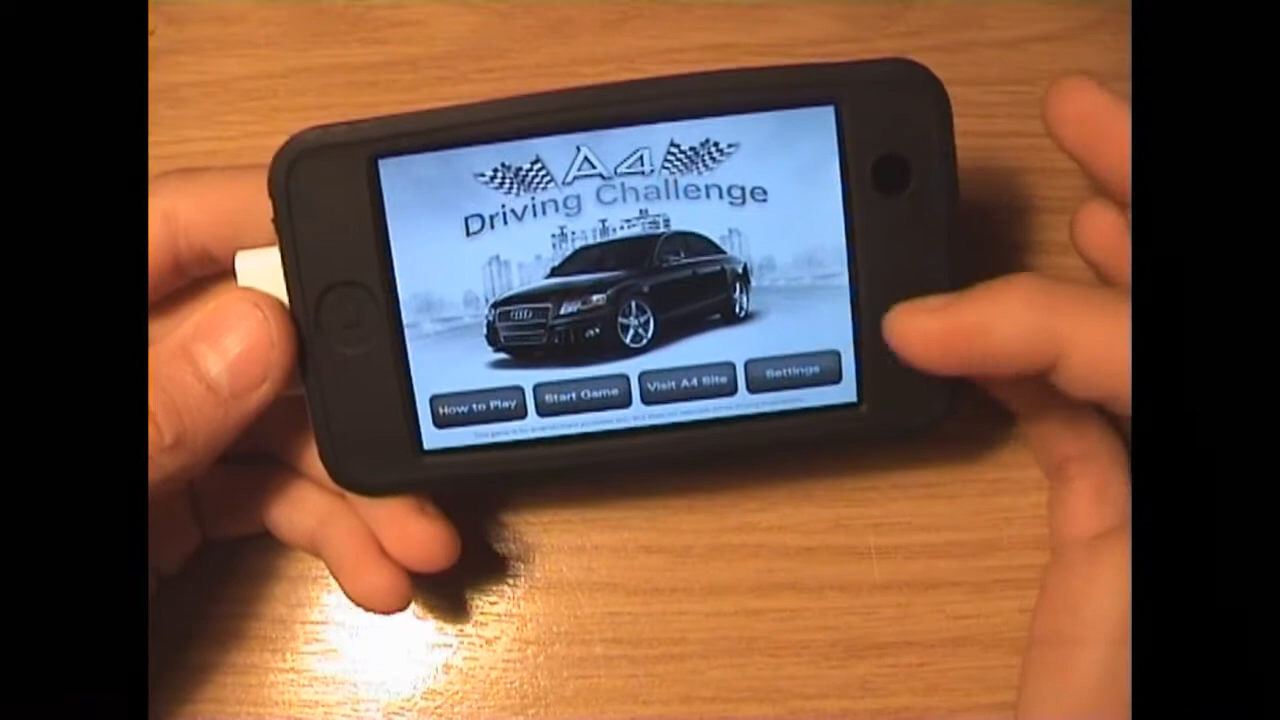 A4
Driving Challenge
How to Play
Start Game
Visit A4 Site
Settings